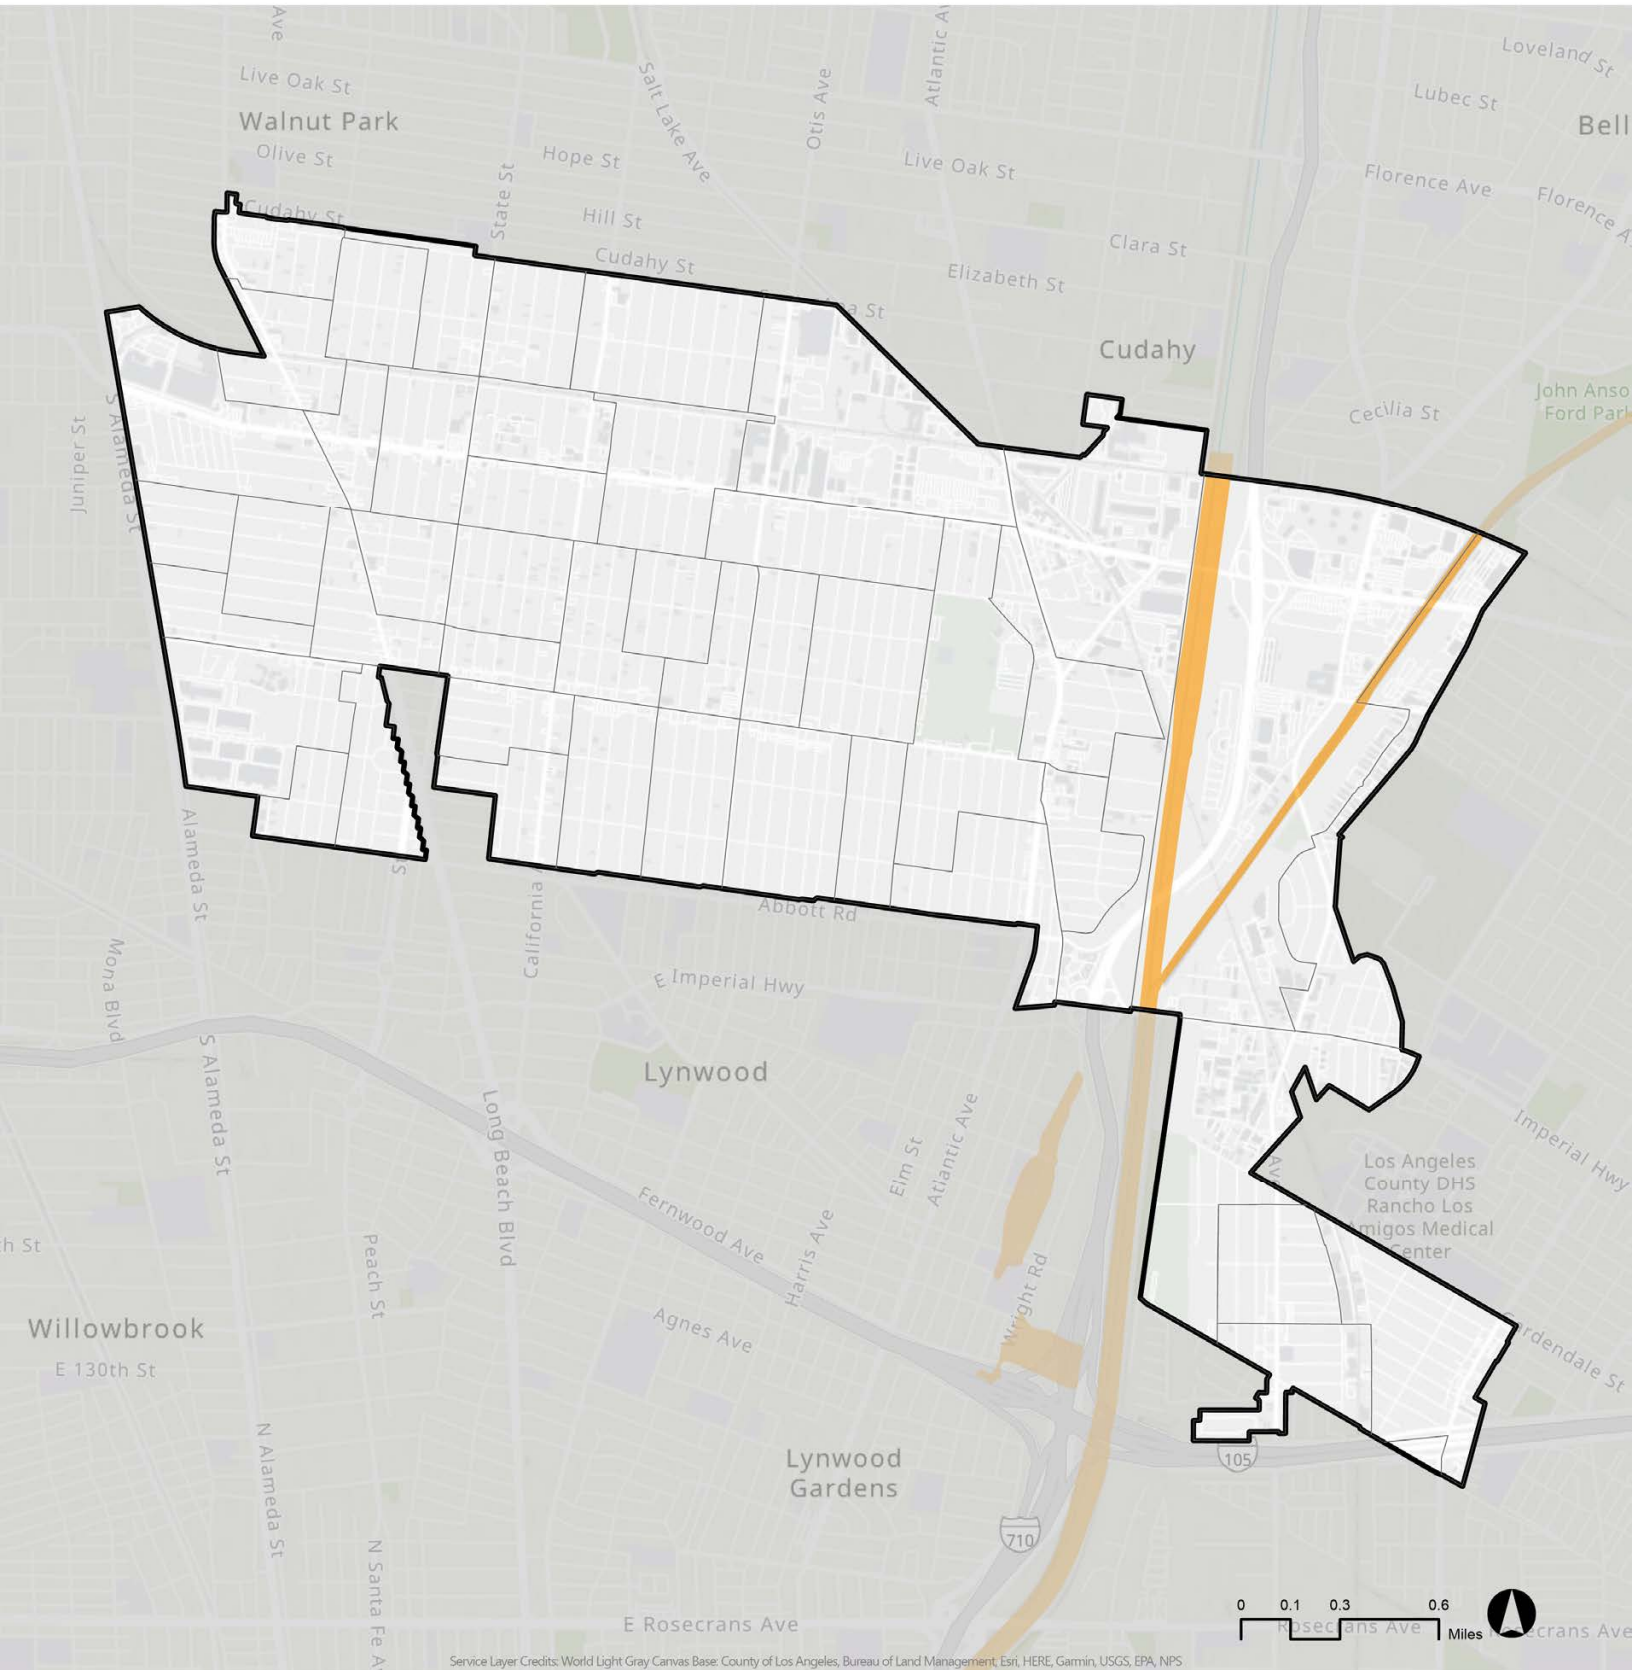 Ave
Atlantic Av
Loveland St
Live Oak St
Salt Lake Ave
Otis Ave
Lubec St
Walnut Park
Bell
Olive St
Hope St
Live Oak St
Florence Ave
Florence A
State St
Cudahy St
Hill St
Clara St
Cudahy St
Elizabeth St
a St
Cudahy
John Anso
Ford Park
Cecilia St
Juniper St
S Alameda St
Alameda St
St
California
Abbott Rd
Mona Blvd
E Imperial Hwy
S Alameda St
Lynwood
Long Beach Blvd
Elm St
Atlantic Ave
Imperial Hwy
Los Angeles
County DHS
Rancho Los
Amigos Medical
Center
Ave
Fernwood Ave
Harris Ave
Wright Rd
th St
Peach St
Willowbrook
E 130th St
Agnes Ave
ardendale St
N Alameda St
Lynwood
Gardens
105
710
N Santa Fe A
E Rosecrans Ave
0 0.1 0.3 0.6
Miles
Rosecrans Ave
Rosecrans Ave
Service Layer Credits: World Light Gray Canvas Base: County of Los Angeles, Bureau of Land Management, Esri, HERE, Garmin, USGS, EPA, NPS